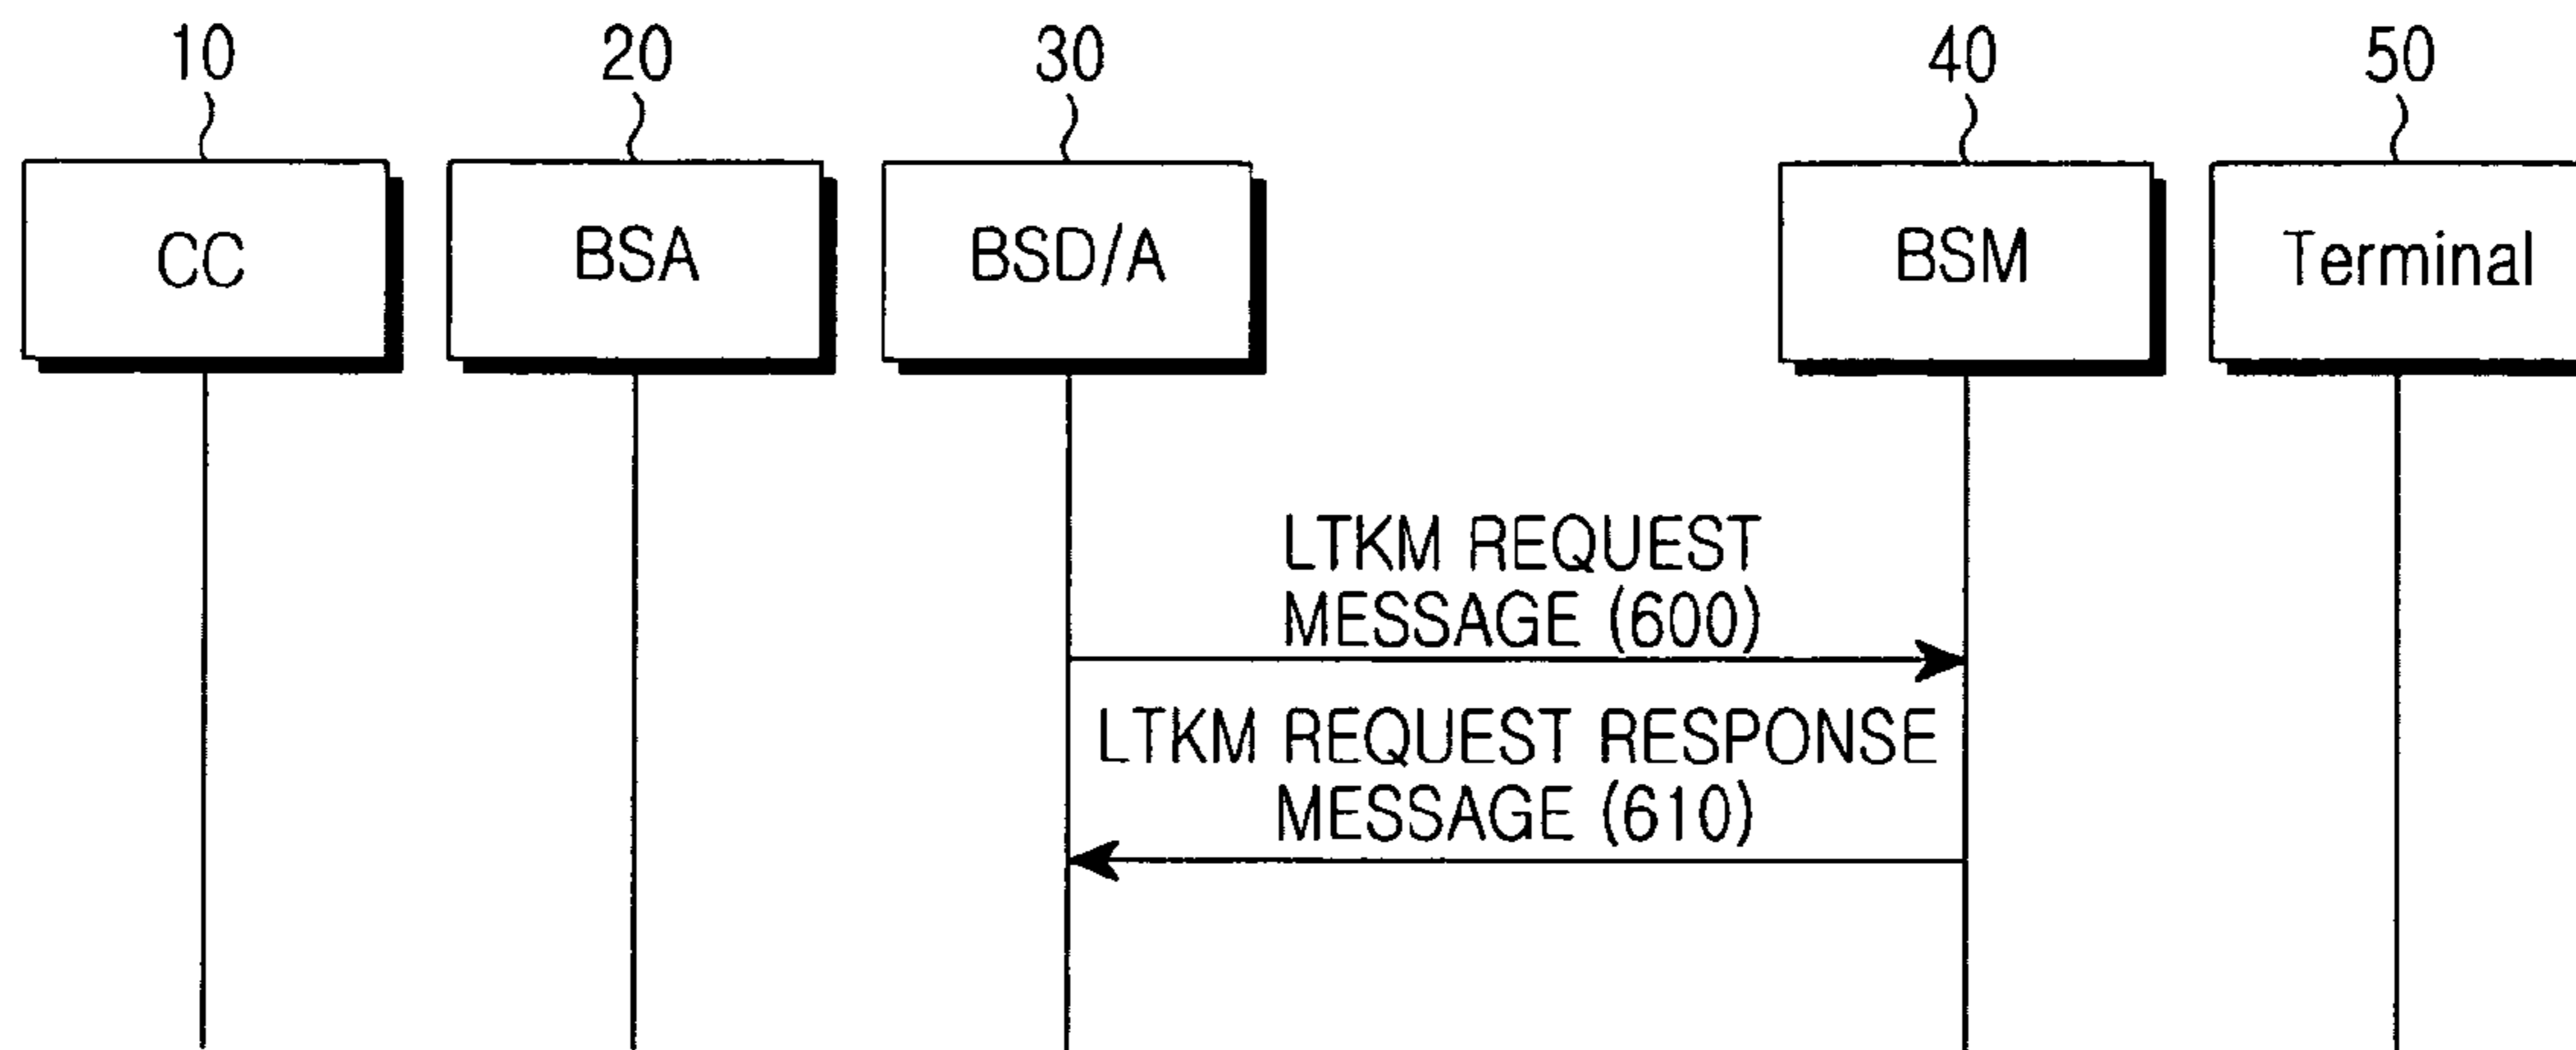 10
20
30
40
50
CC
BSA
BSD/A
BSM
Terminal
LTKM REQUEST
MESSAGE (600)
LTKM REQUEST RESPONSE
MESSAGE (610)